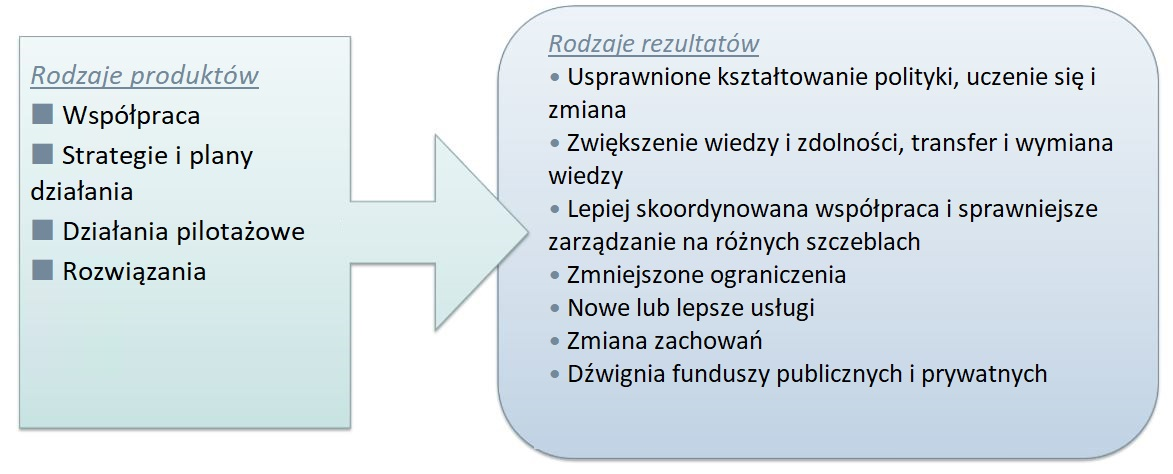 Rodzaje produktów
■ Współpraca
■ Strategie i plany
działania
■ Działania pilotażowe
■ Rozwiązania
Rodzaje rezultatów
• Usprawnione kształtowanie polityki, uczenie się i
zmiana
• Zwiększenie wiedzy i zdolności, transfer i wymiana
wiedzy
• Lepiej skoordynowana współpraca i sprawniejsze
zarządzanie na różnych szczeblach
• Zmniejszone ograniczenia
• Nowe lub lepsze usługi
• Zmiana zachowań
• Dźwignia funduszy publicznych i prywatnych